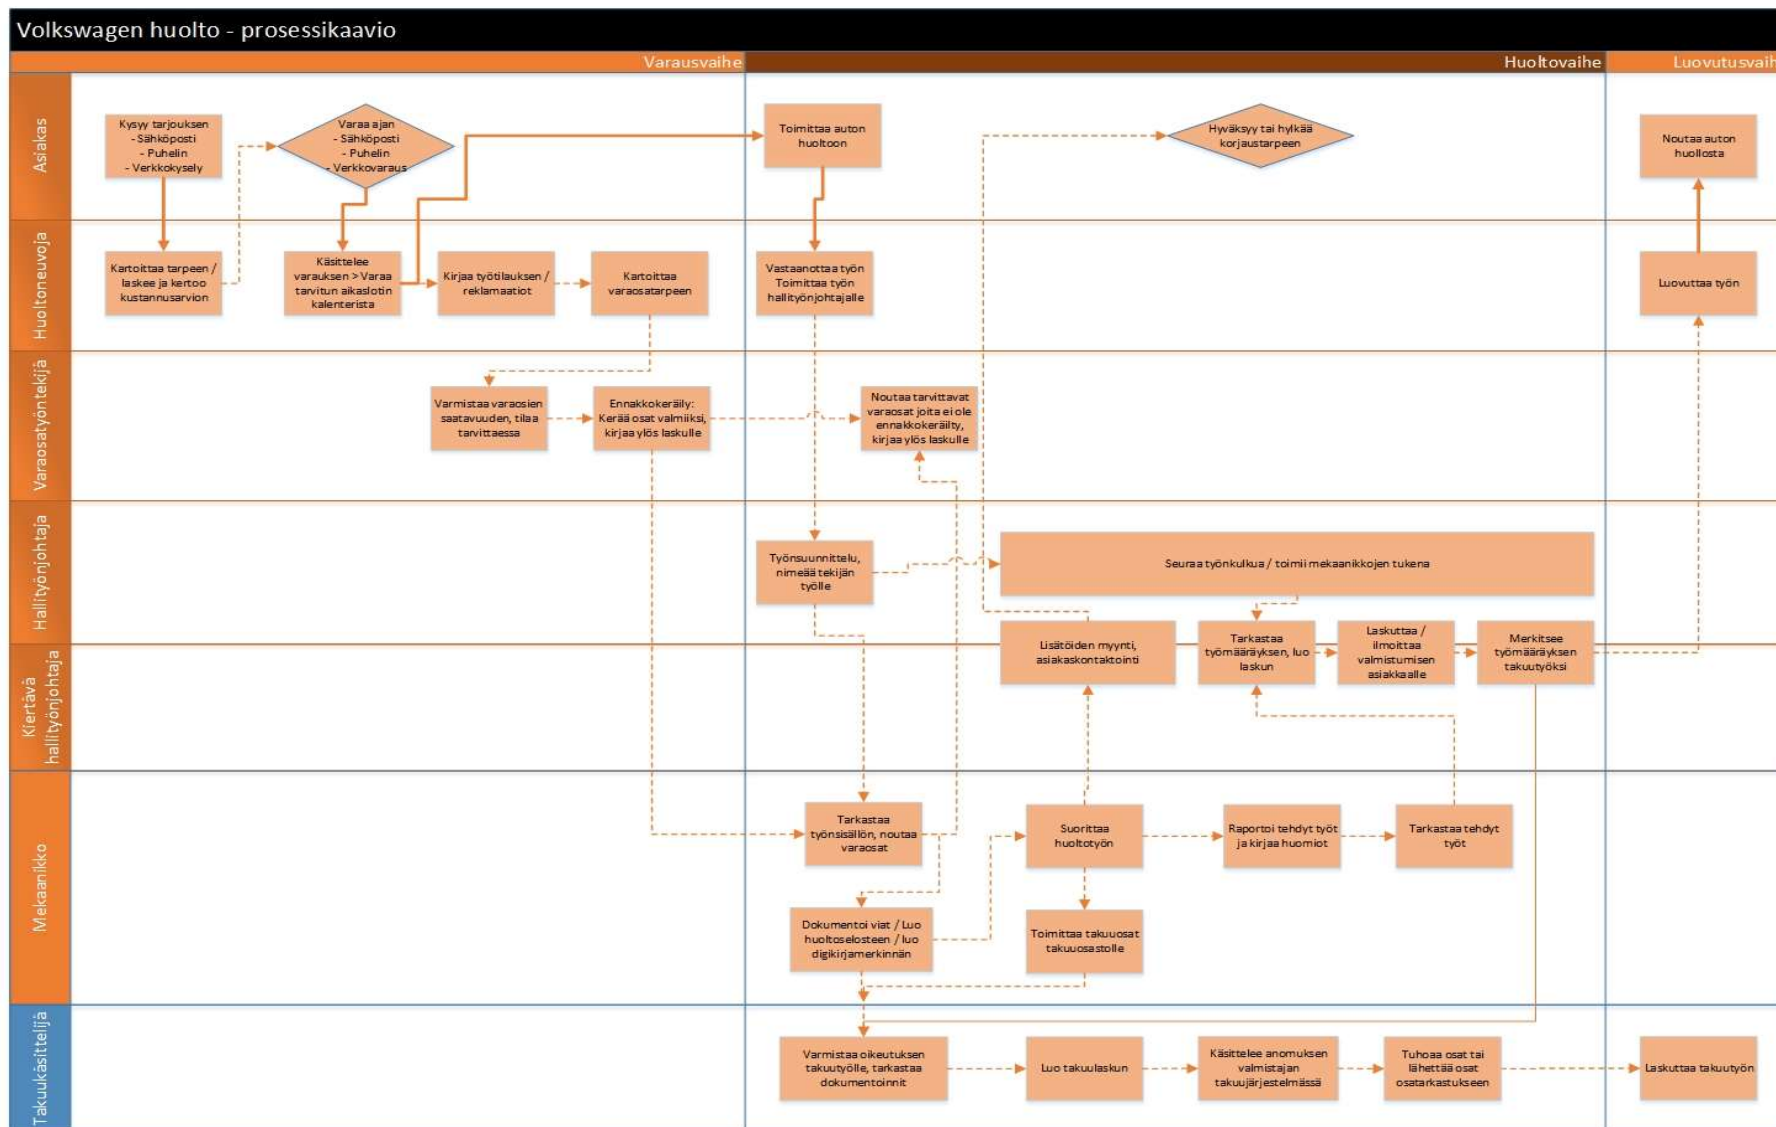 Volkswagen huolto - prosessikaavio
Varausvaihe
Huoltovaihe
Luovutusvaih
Asiakas
Kysyy tarjouksen
- Sähköposti
- Puhelin
- Verkkokysely
Varaa ajan
- Sähköposti
- Puhelin
- Verkkovaraus
Toimittaa auton
huoltoon
Hyväksyy tai hylkää
korjaustarpeen
Noutaa auton
huollosta
Huoltoneuvoja
Kartoittaa tarpeen /
laskee ja kertoo
kustannusarvion
Käsittelee
varauksen > Varaa
tarvitun aikaslotin
kalenterista
Kirjaa työtilauksen /
reklamaatiot
Kartoittaa
varaosatarpeen
Vastaanottaa työn
Toimittaa työn
hallityönjohtajalle
Luovuttaa työn
Varaosatyöntekijä
Varmistaa varaosien
saatavuuden, tilaa
tarvittaessa
Ennakkokeräily:
Kerää osat valmiiksi,
kirjaa ylös laskulle
Noutaa tarvittavat
varaosat joita ei ole
ennakkokeräilty,
kirjaa ylös laskulle
Hallityönjohtaja
Työnsuunnittelu,
nimeää tekijän
työlle
Seuraa työnkulkua / toimii mekaanikkojen tukena
Kiertävä
hallityönjohtaja
Lisätöiden myynti,
asiakaskontaktointi
Tarkastaa
työmääräyksen, luo
laskun
Laskuttaa /
ilmoittaa
valmistumisen
asiakkaalle
Merkitsee
työmääräyksen
takuutyöksi
Mekaanikko
Tarkastaa
työnsisällön, noutaa
varaosat
Suorittaa
huoltotyön
Raportoi tehdyt työt
ja kirjaa huomiot
Tarkastaa tehdyt
työt
Dokumentoi viat / Luo
huoltoselosteen / luo
digikirjamerkinnän
Toimittaa takuuosat
takuuosastolle
Takuukäsittelijä
Varmistaa oikeutuksen
takuutyölle, tarkastaa
dokumentoinnit
Luo takuulaskun
Käsittelee anomuksen
valmistajan
takuujärjestelmässä
Tuhoaa osat tai
lähettää osat
osatarkastukseen
Laskuttaa takuutyön